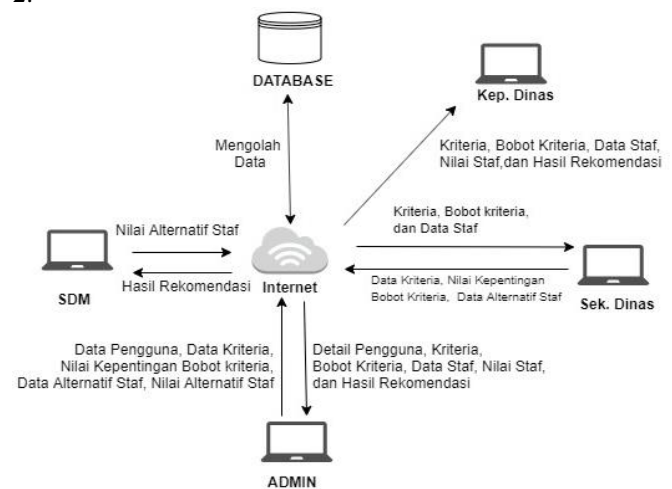 2.
DATABASE
Kep. Dinas
Mengolah
Data
Kriteria, Bobot Kriteria, Data Staf,
Nilai Staf,dan Hasil Rekomendasi
Nilai Alternatif Staf
Kriteria, Bobot kriteria,
dan Data Staf
Hasil Rekomendasi
Internet
SDM
Data Kriteria, Nilai Kepentingan
Bobot Kriteria, Data Alternatif Staf
Sek. Dinas
Data Pengguna, Data Kriteria,
Nilai Kepentingan Bobot kriteria,
Data Alternatif Staf, Nilai Alternatif Staf
Detail Pengguna, Kriteria,
Bobot Kriteria, Data Staf, Nilai Staf,
dan Hasil Rekomendasi
ADMIN